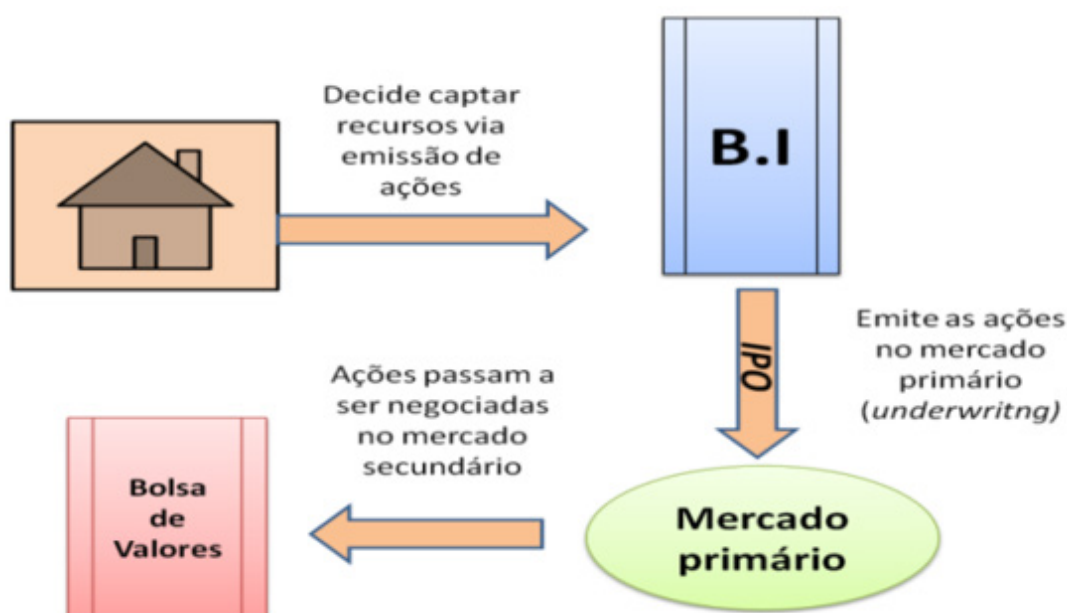 Decide captar
recursos via
emissão de
ações
B.I
IPO
Emite as ações
no mercado
primário
(underwritng)
Mercado
primário
Ações passam a
ser negociadas
no mercado
secundário
Bolsa
de
Valores